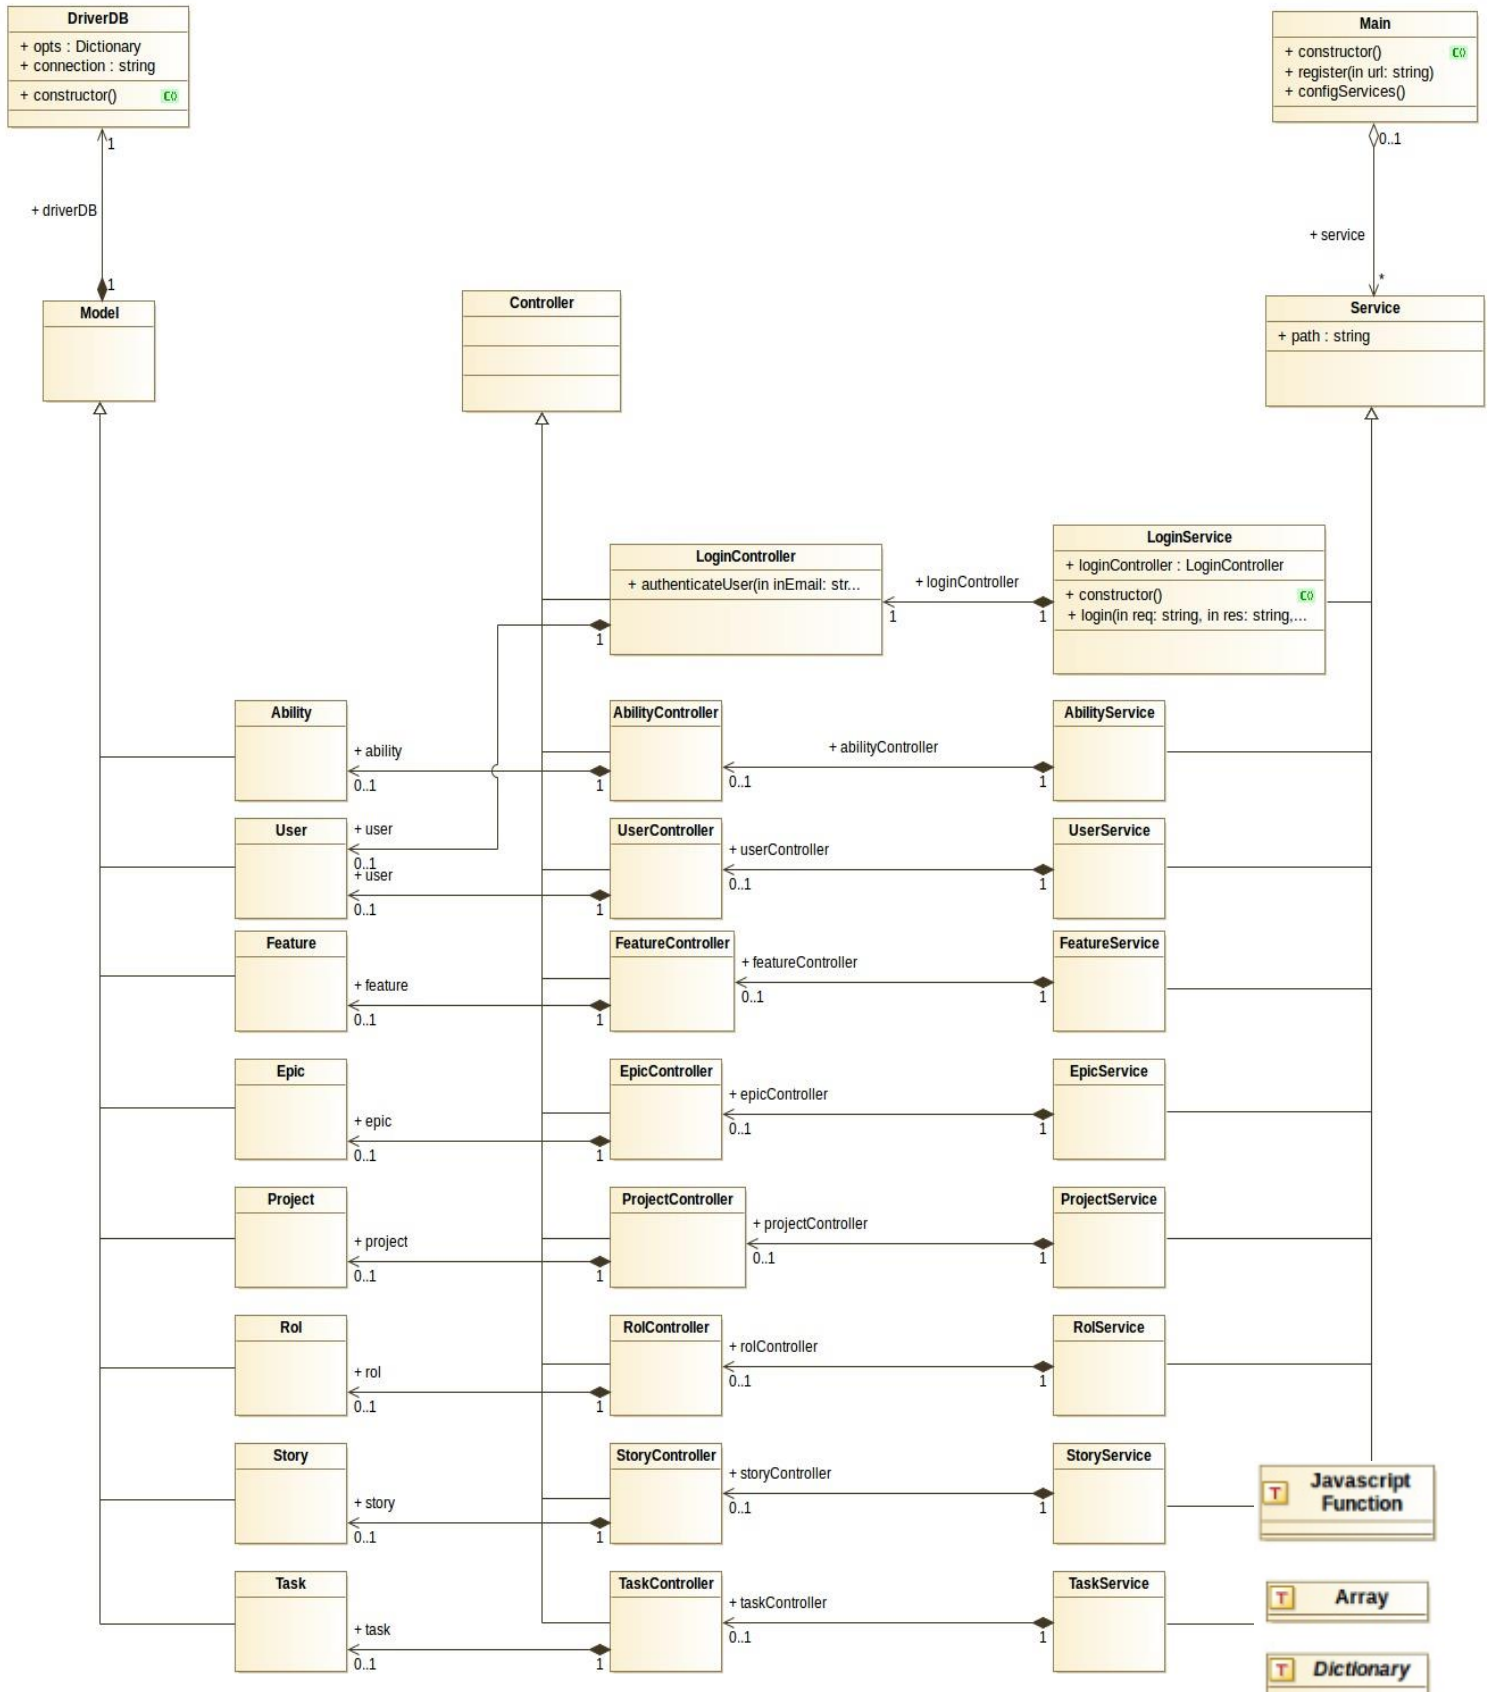 DriverDB
+ opts : Dictionary
+ connection : string
+ constructor()
Main
+ constructor()
+ register(in url: string)
+ configServices()
1
0..1
+ driverDB
+ service
1
*
Model
Controller
Service
+ path : string
LoginController
+ authenticateUser(in inEmail: str...
1
+ loginController
1
1
LoginService
+ loginController : LoginController
+ constructor()
+ login(in req: string, in res: string,...
Ability
+ ability
0..1
1
AbilityController
+ abilityController
0..1
1
AbilityService
User
+ user
0..1
+ user
0..1
1
UserController
+ userController
0..1
1
UserService
Feature
+ feature
0..1
1
FeatureController
+ featureController
0..1
1
FeatureService
Epic
+ epic
0..1
1
EpicController
+ epicController
0..1
1
EpicService
Project
+ project
0..1
1
ProjectController
+ projectController
0..1
1
ProjectService
Rol
+ rol
0..1
1
RolController
+ rolController
0..1
1
RolService
Story
+ story
0..1
1
StoryController
+ storyController
0..1
1
StoryService
T
Javascript
Function
Task
+ task
0..1
1
TaskController
+ taskController
0..1
1
TaskService
T
Array
T
Dictionary